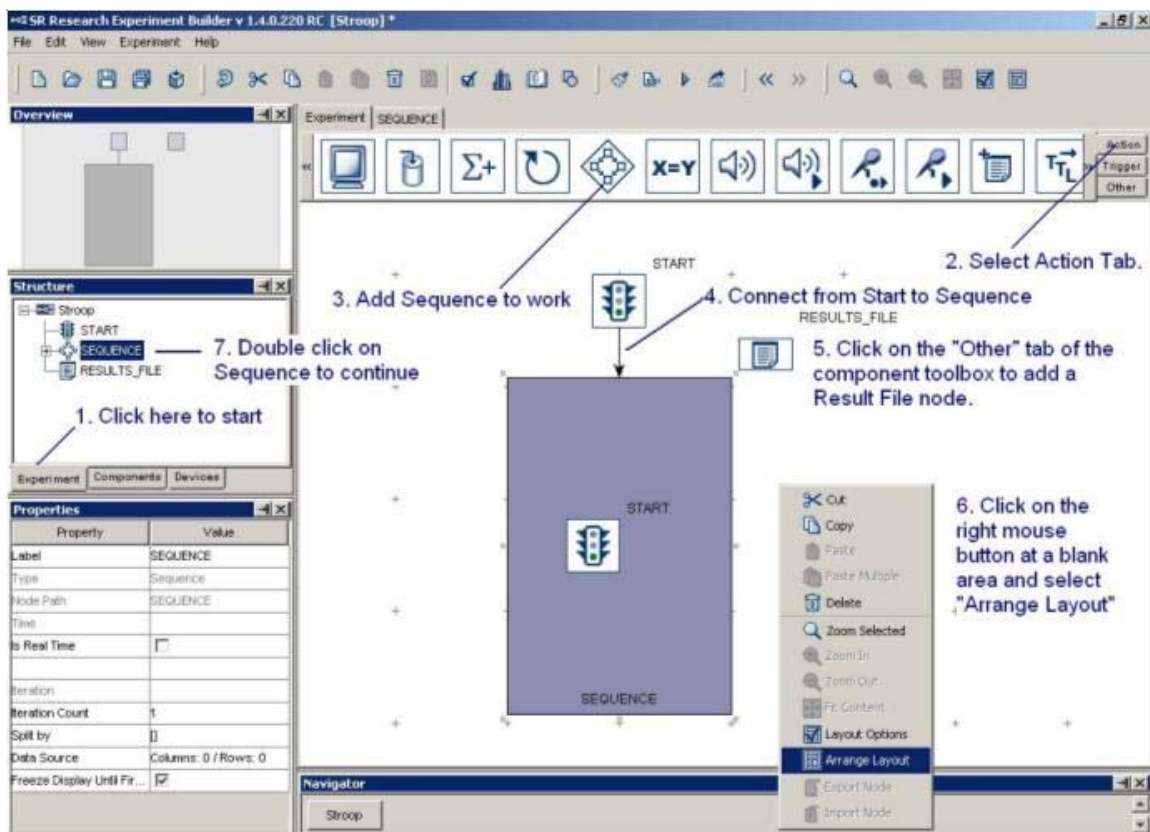 SR Research Experiment Builder v 1.4.0.220 RC [Stroop] *
File Edit View Experiment Help
Overview
Experiment SEQUENCE
Σ+ X=Y TTL
Action
Trigger
Other
2. Select Action Tab.
3. Add Sequence to work
START
4. Connect from Start to Sequence
RESULTS_FILE
5. Click on the "Other" tab of the
component toolbox to add a
Result File node.
Structure
Stroop
START
SEQUENCE
RESULTS_FILE
7. Double click on
Sequence to continue
1. Click here to start
Experiment Components Devices
START
SEQUENCE
Cut
Copy
Paste
Paste Multiple
Delete
Zoom Selected
Zoom In
Zoom Out
Fit Content
Layout Options
Arrange Layout
Export Node
Import Node
6. Click on the
right mouse
button at a blank
area and select
"Arrange Layout"
Properties
Property Value
Label SEQUENCE
Type Sequence
Node Path SEQUENCE
Time
Is Real Time
Iteration
Iteration Count 1
Split by []
Data Source Columns: 0 / Rows: 0
Freeze Display Until Fir...
Navigator
Stroop